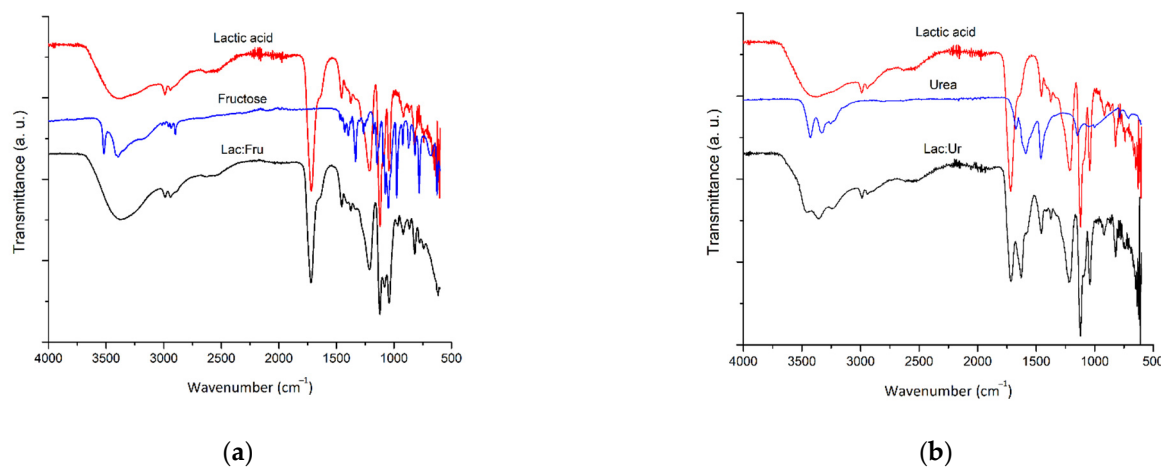 Lactic acid
Fructose
Lac:Fru
Transmittance (a. u.)
4000 3500 3000 2500 2000 1500 1000 500
Wavenumber (cm⁻¹)
(a)
Lactic acid
Urea
Lac:Ur
Transmittance (a. u.)
4000 3500 3000 2500 2000 1500 1000 500
Wavenumber (cm⁻¹)
(b)